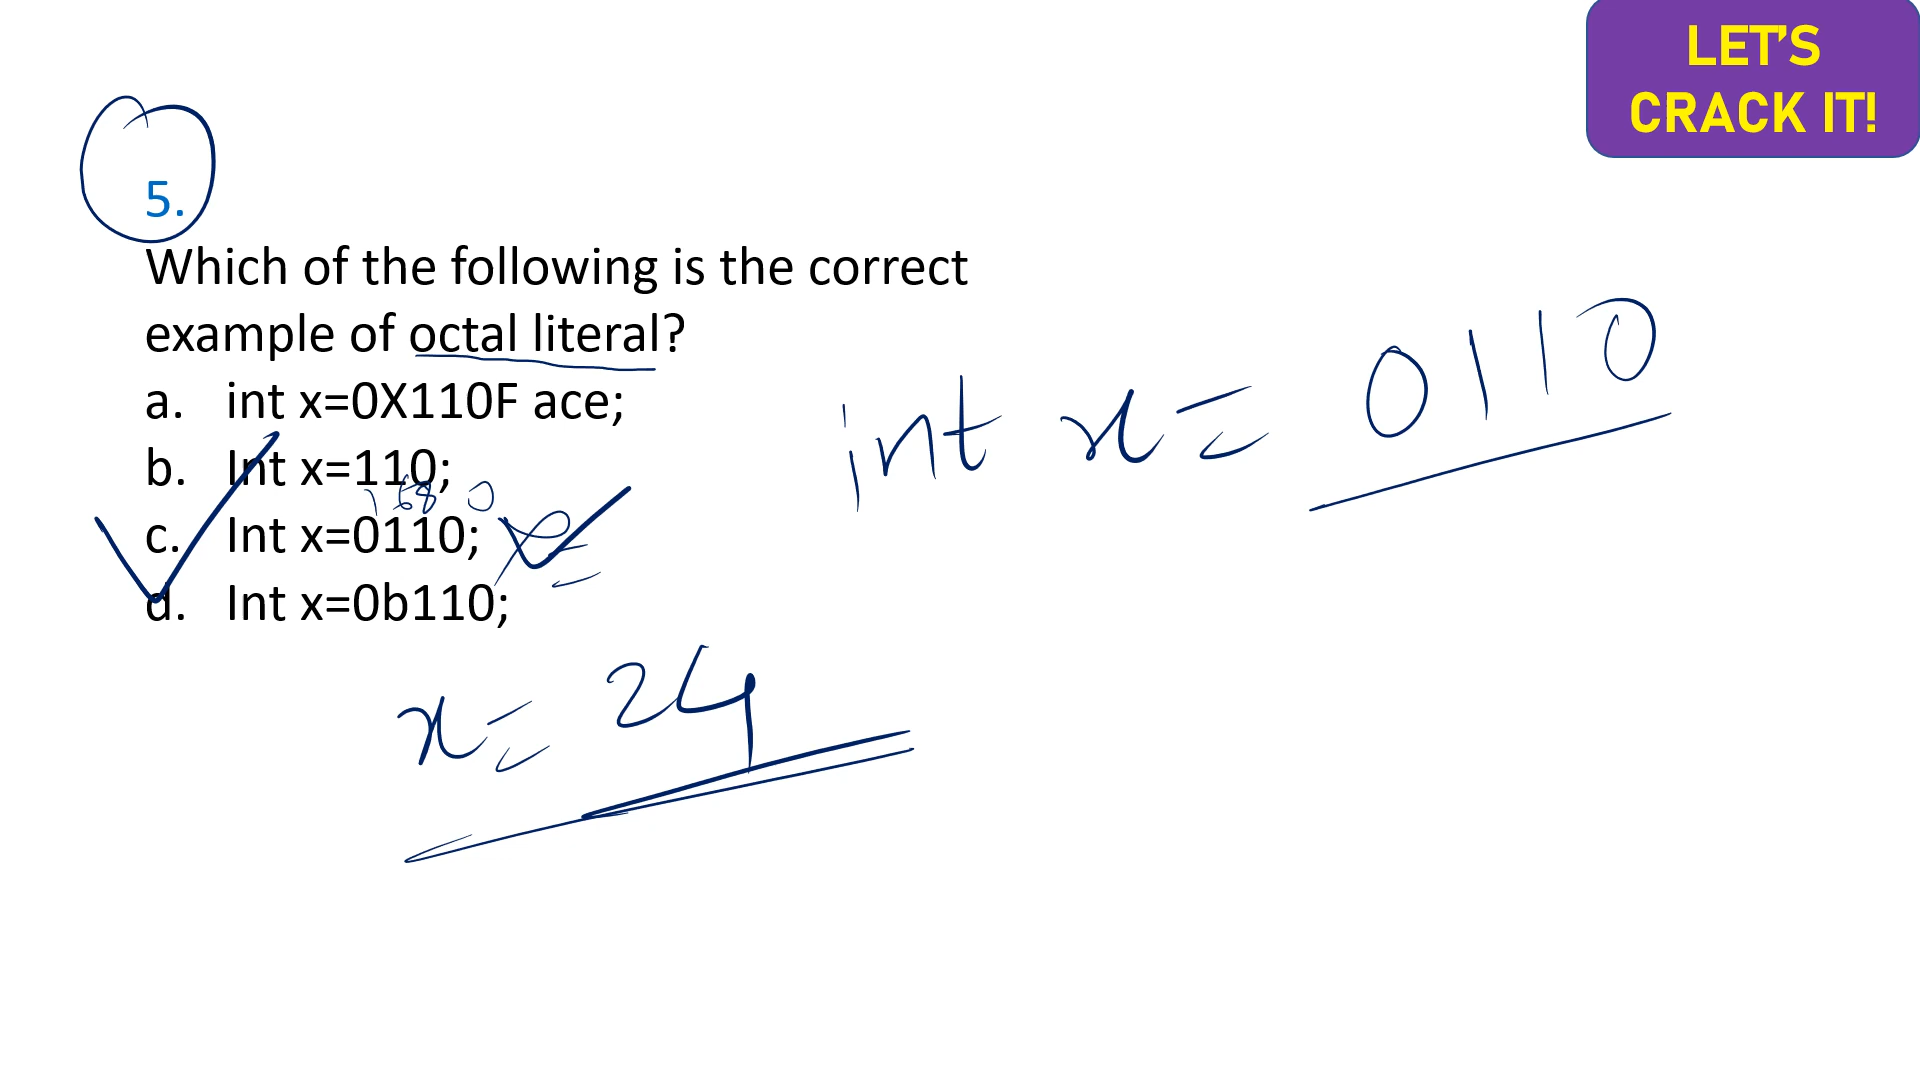 LET'S
CRACK IT!
5.
Which of the following is the correct
example of octal literal?
a. int x=0X110F ace;
b. Int x=110;
c. Int x=0110;
d. Int x=0b110;
int x = 0110
x = 24